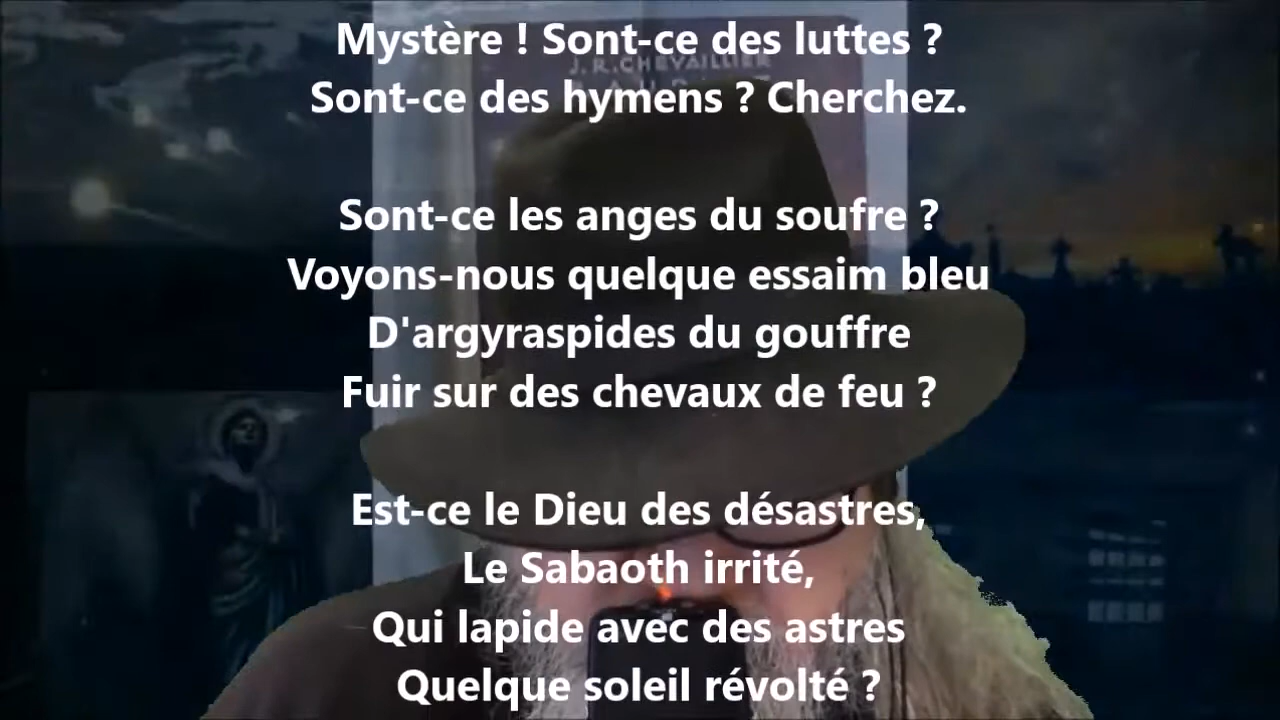 Mystère ! Sont-ce des luttes ?
J.R.CHEVAILLIER
Sont-ce des hymens ? Cherchez.
Sont-ce les anges du soufre ?
Voyons-nous quelque essaim bleu
D'argyraspides du gouffre
Fuir sur des chevaux de feu ?
Est-ce le Dieu des désastres,
Le Sabaoth irrité,
Qui lapide avec des astres
Quelque soleil révolté ?